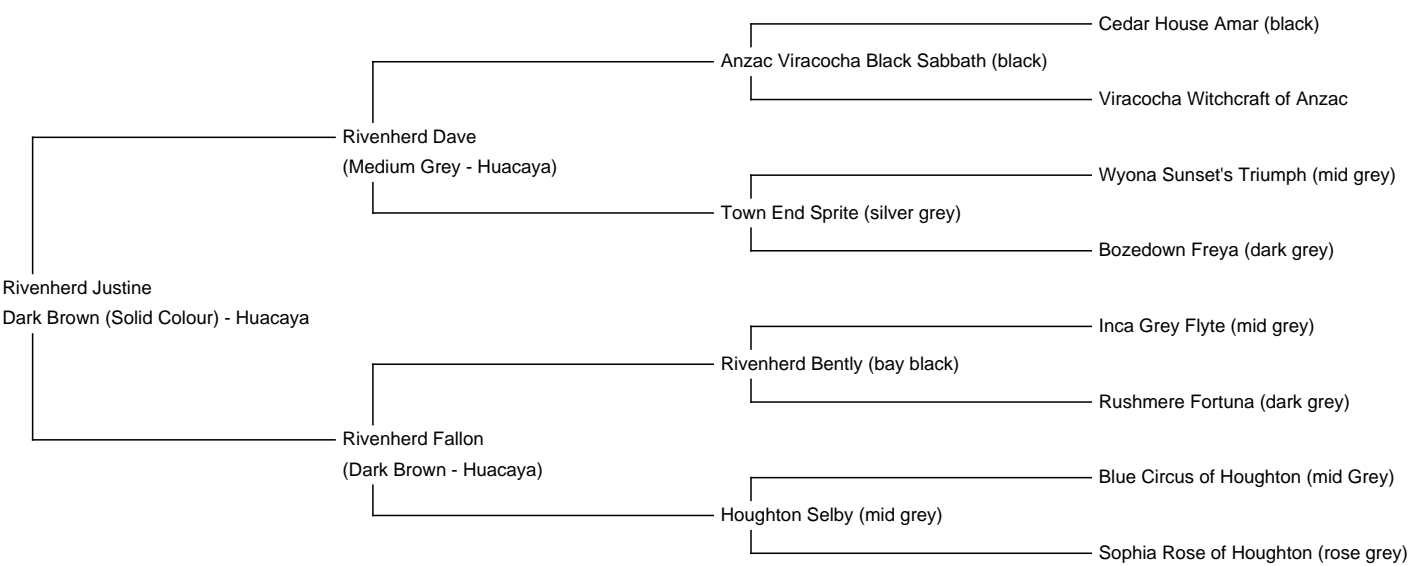 Cedar House Amar (black)
Anzac Viracocha Black Sabbath (black)
Viracocha Witchcraft of Anzac
Rivenherd Dave
(Medium Grey - Huacaya)
Wyona Sunset's Triumph (mid grey)
Town End Sprite (silver grey)
Bozedown Freya (dark grey)
Rivenherd Justine
Dark Brown (Solid Colour) - Huacaya
Inca Grey Flyte (mid grey)
Rivenherd Bently (bay black)
Rushmere Fortuna (dark grey)
Rivenherd Fallon
(Dark Brown - Huacaya)
Blue Circus of Houghton (mid Grey)
Houghton Selby (mid grey)
Sophia Rose of Houghton (rose grey)